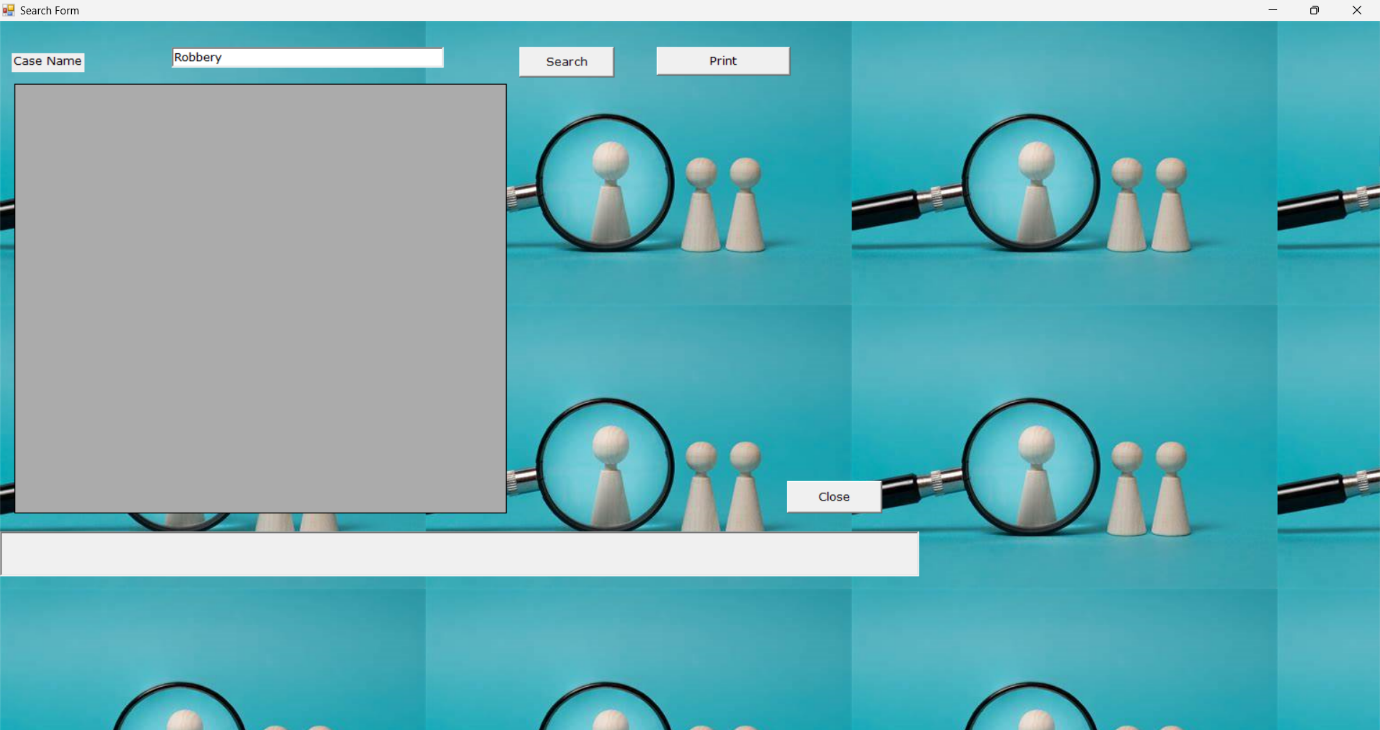 Search Form
Case Name
Robbery
Search
Print
Close